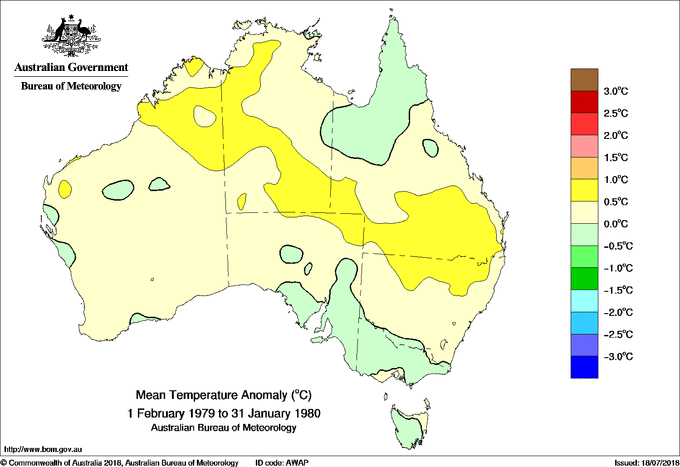 Australian Government
Bureau of Meteorology
3.0°C
2.5°C
2.0°C
1.5°C
1.0°C
0.5°C
0.0°C
-0.5°C
-1.0°C
-1.5°C
-2.0°C
-2.5°C
-3.0°C
Mean Temperature Anomaly (°C)
1 February 1979 to 31 January 1980
Australian Bureau of Meteorology
http://www.bom.gov.au
© Commonwealth of Australia 2018, Australian Bureau of Meteorology ID code: AWAP Issued: 18/07/2018